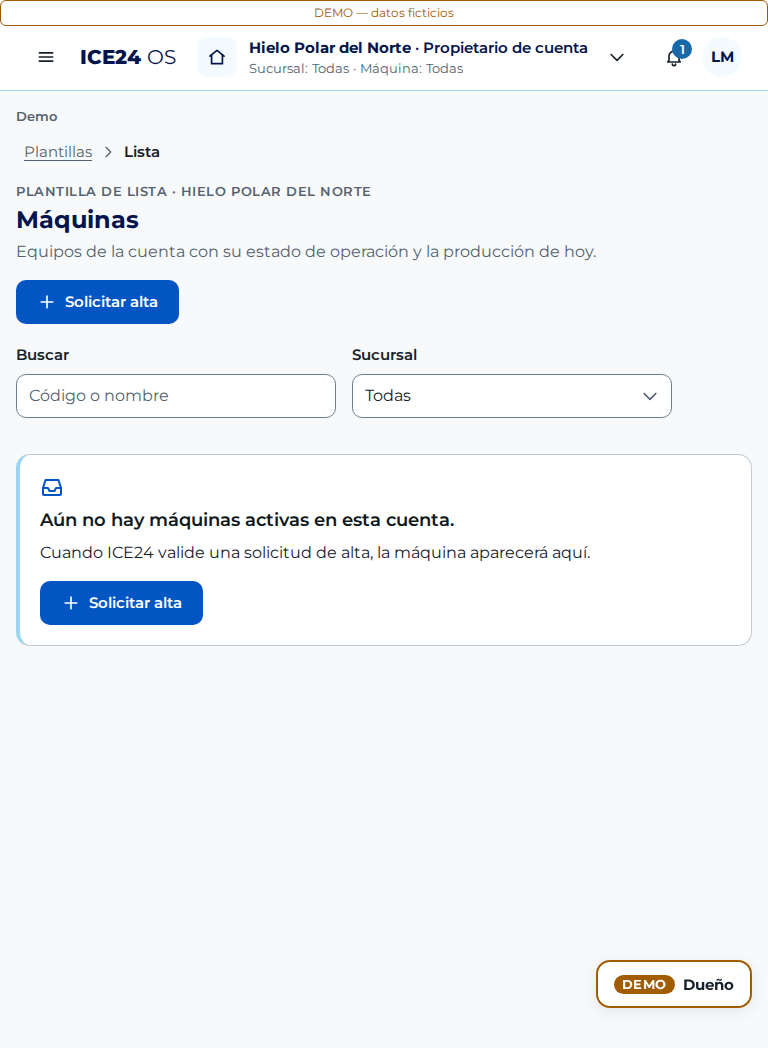 DEMO — datos ficticios
ICE24 OS
Hielo Polar del Norte · Propietario de cuenta
Sucursal: Todas · Máquina: Todas
1
LM
Demo
Plantillas > Lista
PLANTILLA DE LISTA · HIELO POLAR DEL NORTE
Máquinas
Equipos de la cuenta con su estado de operación y la producción de hoy.
+ Solicitar alta
Buscar
Sucursal
Código o nombre
Todas
Aún no hay máquinas activas en esta cuenta.
Cuando ICE24 valide una solicitud de alta, la máquina aparecerá aquí.
+ Solicitar alta
DEMO Dueño